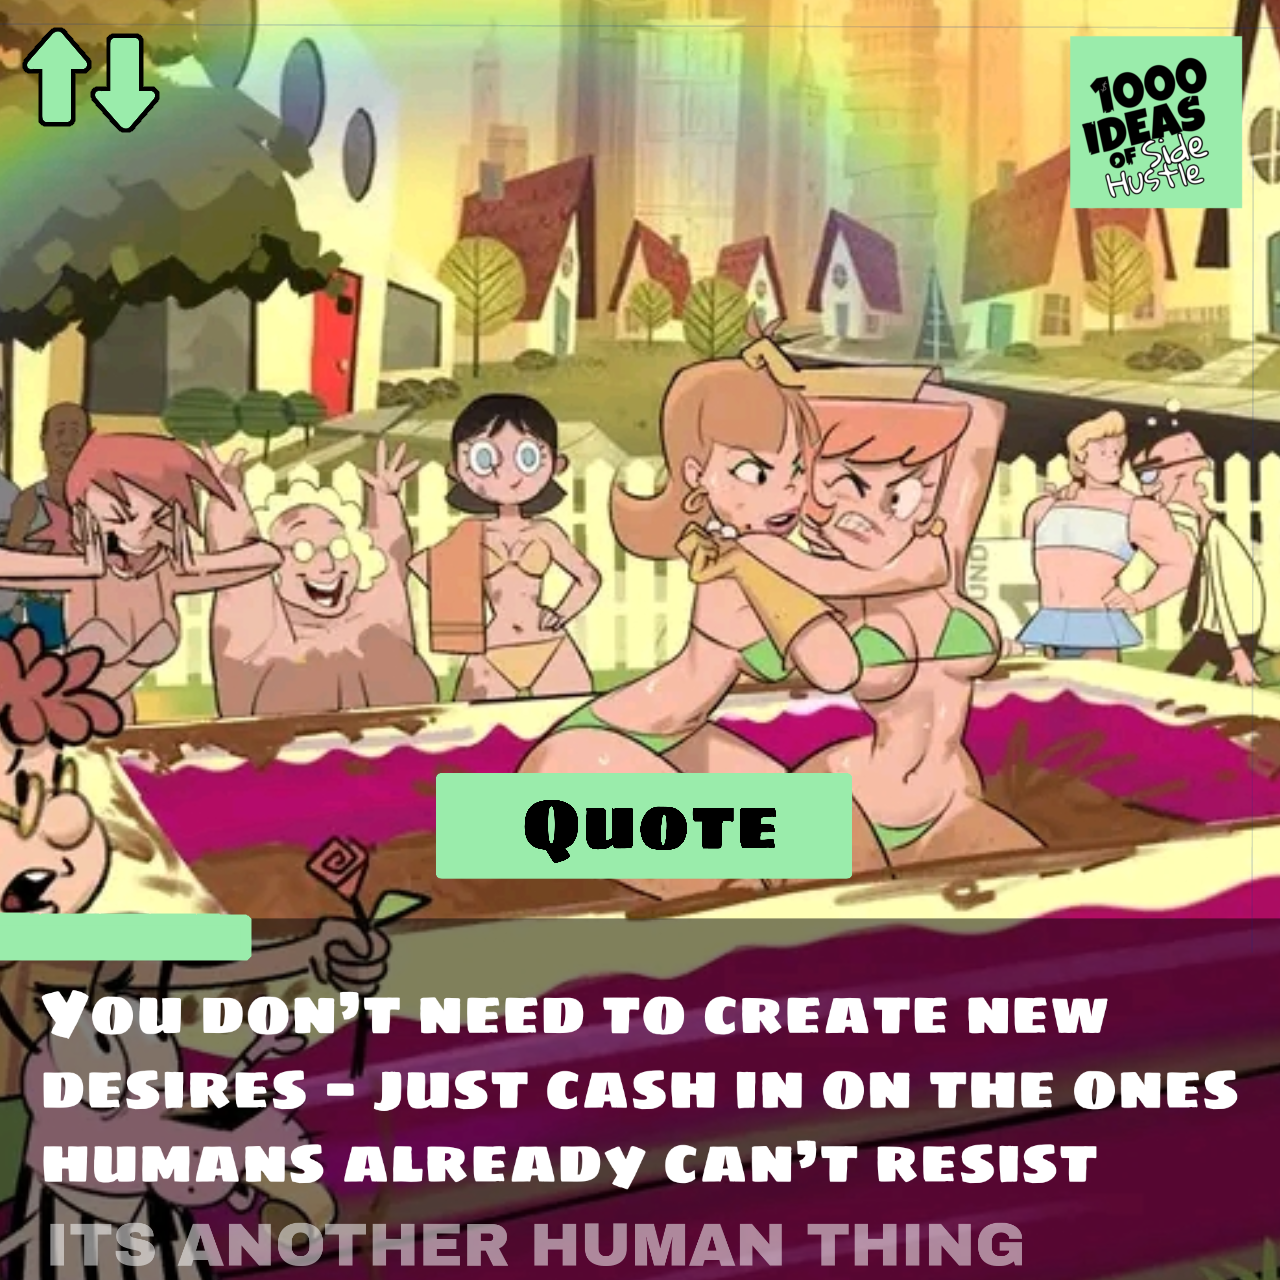 1000
IDEAS
OF Side
Hustle
UND
Quote
You don’t need to create new
desires - just cash in on the ones
humans already can’t resist
ITS ANOTHER HUMAN THING